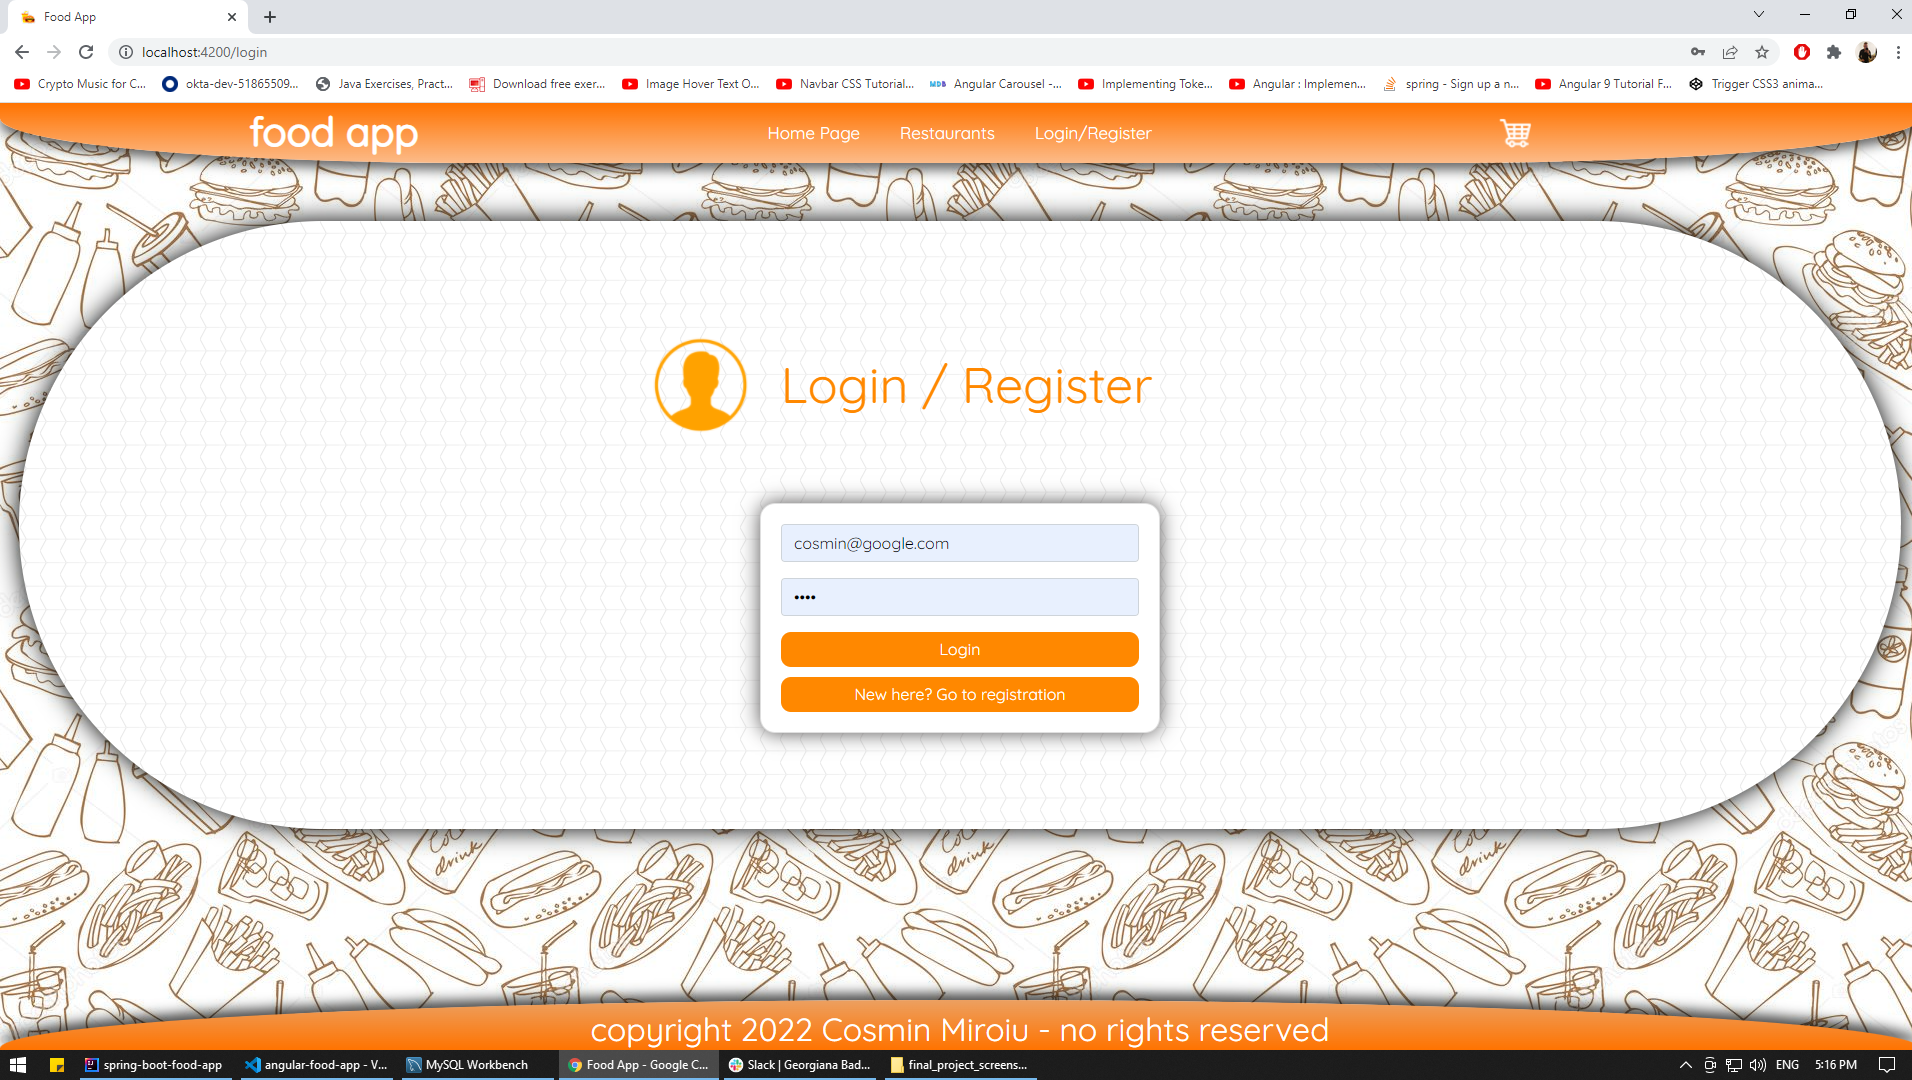 Food App
localhost:4200/login
Crypto Music for C...
okta-dev-51865509...
Java Exercises, Pract...
Download free exer...
Image Hover Text O...
Navbar CSS Tutorial...
MDB
Angular Carousel -...
Implementing Toke...
Angular : Implemen...
spring - Sign up a n...
Angular 9 Tutorial F...
Trigger CSS3 anima...
food app
Home Page
Restaurants
Login/Register
Login / Register
cosmin@google.com
••••
Login
New here? Go to registration
drink
drink
drink
copyright 2022 Cosmin Miroiu - no rights reserved
spring-boot-food-app
angular-food-app - V...
MySQL Workbench
Food App - Google C...
Slack | Georgiana Bad...
final_project_screens...
ENG
5:16 PM